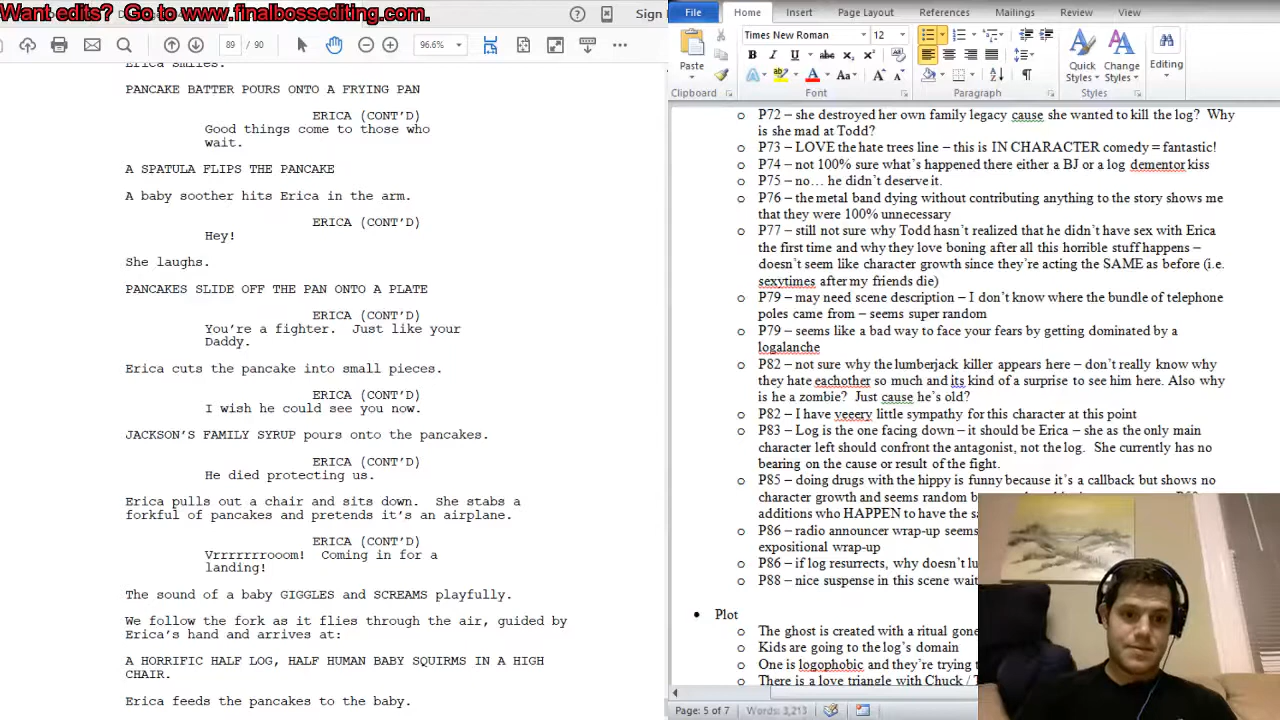 Want edits?  Go to www.finalbossediting.com.
Sign
96.6%
Erica smiles.
PANCAKE BATTER POURS ONTO A FRYING PAN
ERICA (CONT'D)
Good things come to those who
wait.
A SPATULA FLIPS THE PANCAKE
A baby soother hits Erica in the arm.
ERICA (CONT'D)
Hey!
She laughs.
PANCAKES SLIDE OFF THE PAN ONTO A PLATE
ERICA (CONT'D)
You're a fighter.  Just like your
Daddy.
Erica cuts the pancake into small pieces.
ERICA (CONT'D)
I wish he could see you now.
JACKSON'S FAMILY SYRUP pours onto the pancakes.
ERICA (CONT'D)
He died protecting us.
Erica pulls out a chair and sits down.  She stabs a
forkful of pancakes and pretends it's an airplane.
ERICA (CONT'D)
Vrrrrrrrooom!  Coming in for a
landing!
The sound of a baby GIGGLES and SCREAMS playfully.
We follow the fork as it flies through the air, guided by
Erica's hand and arrives at:
A HORRIFIC HALF LOG, HALF HUMAN BABY SQUIRMS IN A HIGH
CHAIR.
Erica feeds the pancakes to the baby.
File Home Insert Page Layout References Mailings Review View
Times New Roman 12
Paste
Quick Styles
Change Styles
Editing
Clipboard Font Paragraph Styles
P72 – she destroyed her own family legacy cause she wanted to kill the log?  Why
is she mad at Todd?
P73 – LOVE the hate trees line – this is IN CHARACTER comedy = fantastic!
P74 – not 100% sure what's happened there either a BJ or a log dementor kiss
P75 – no… he didn't deserve it.
P76 – the metal band dying without contributing anything to the story shows me
that they were 100% unnecessary
P77 – still not sure why Todd hasn't realized that he didn't have sex with Erica
the first time and why they love boning after all this horrible stuff happens –
doesn't seem like character growth since they're acting the SAME as before (i.e.
sexytimes after my friends die)
P79 – may need scene description – I don't know where the bundle of telephone
poles came from – seems super random
P79 – seems like a bad way to face your fears by getting dominated by a
logalanche
P82 – not sure why the lumberjack killer appears here – don't really know why
they hate eachother so much and its kind of a surprise to see him here. Also why
is he a zombie?  Just cause he's old?
P82 – I have veeery little sympathy for this character at this point
P83 – Log is the one facing down – it should be Erica – she as the only main
character left should confront the antagonist, not the log.  She currently has no
bearing on the cause or result of the fight.
P85 – doing drugs with the hippy is funny because it's a callback but shows no
character growth and seems random
additions who HAPPEN to have the
P86 – radio announcer wrap-up seems
expositional wrap-up
P86 – if log resurrects, why doesn't
P88 – nice suspense in this scene
Plot
The ghost is created with a ritual
Kids are going to the log's domain
One is logophobic and they're trying
There is a love triangle with Chuck /
Page: 5 of 7 Words: 3,213